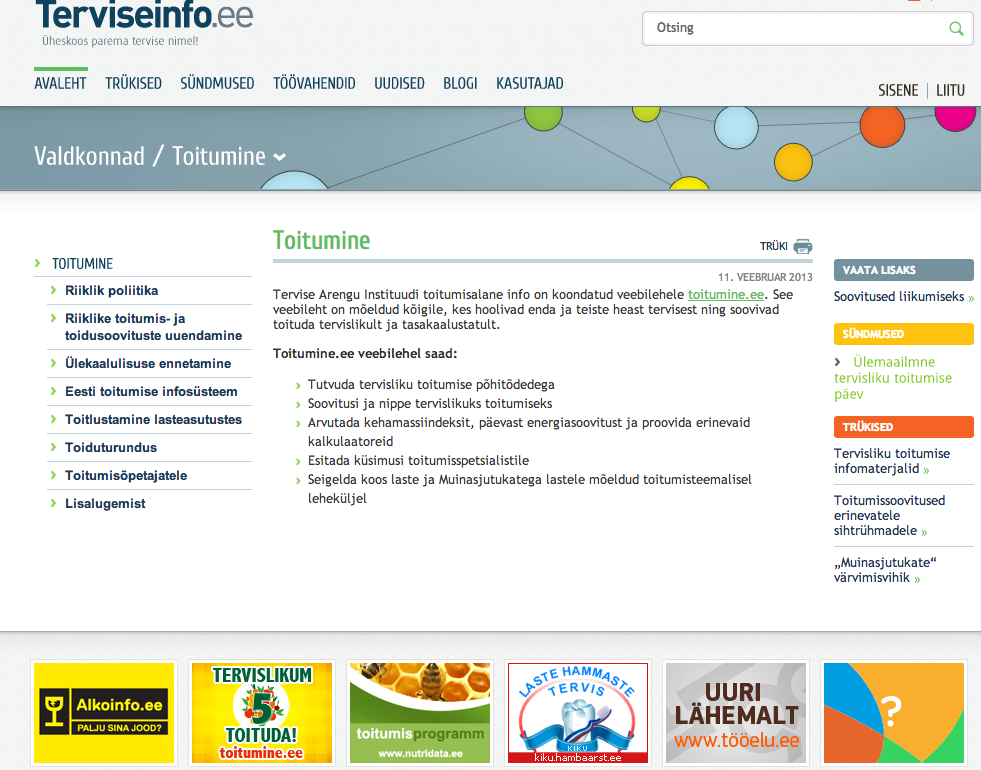 Terviseinfo.ee
Üheskoos parema tervise nimel!
Otsing
AVALEHT TRÜKISED SÜNDMUSED TÖÖVAHENDID UUDISED BLOGI KASUTAJAD
SISENE | LIITU
Valdkonnad / Toitumine
TOITUMINE
Riiklik poliitika
Riiklike toitumis- ja
toidusoovituste uuendamine
Ülekaalulisuse ennetamine
Eesti toitumise infosüsteem
Toitlustamine lasteasutustes
Toiduturundus
Toitumisõpetajatele
Lisalugemist
Toitumine
TRÜKI
11. VEEBRUAR 2013
Tervise Arengu Instituudi toitumisalane info on koondatud veebilehele toitumine.ee. See
veebileht on mõeldud kõigile, kes hoolivad enda ja teiste heast tervisest ning soovivad
toituda tervislikult ja tasakaalustatult.
Toitumine.ee veebilehel saad:
Tutvuda tervisliku toitumise põhitõdedega
Soovitusi ja nippe tervislikuks toitumiseks
Arvutada kehamassiindeksit, päevast energiasoovitust ja proovida erinevaid
kalkulaatoreid
Esitada küsimusi toitumisspetsialistile
Seigelda koos laste ja Muinasjutukatega lastele mõeldud toitumisteemalisel
leheküljel
VAATA LISAKS
Soovitused liikumiseks »
SÜNDMUSED
Ülemaailmne
tervisliku toitumise
päev
TRÜKISED
Tervisliku toitumise
infomaterjalid »
Toitumissoovitused
erinevatele
sihtrühmadele »
„Muinasjutukate“
värvimisvihik »
Alkoinfo.ee
PALJU SINA JOOD?
TERVISLIKUM
5
TOITUDA!
toitumine.ee
toitumisprogramm
www.nutridata.ee
LASTE HAMMASTE
TERVIS
KIKU
kiku.hambaarst.ee
UURI
LÄHEMALT
www.tööelu.ee
?